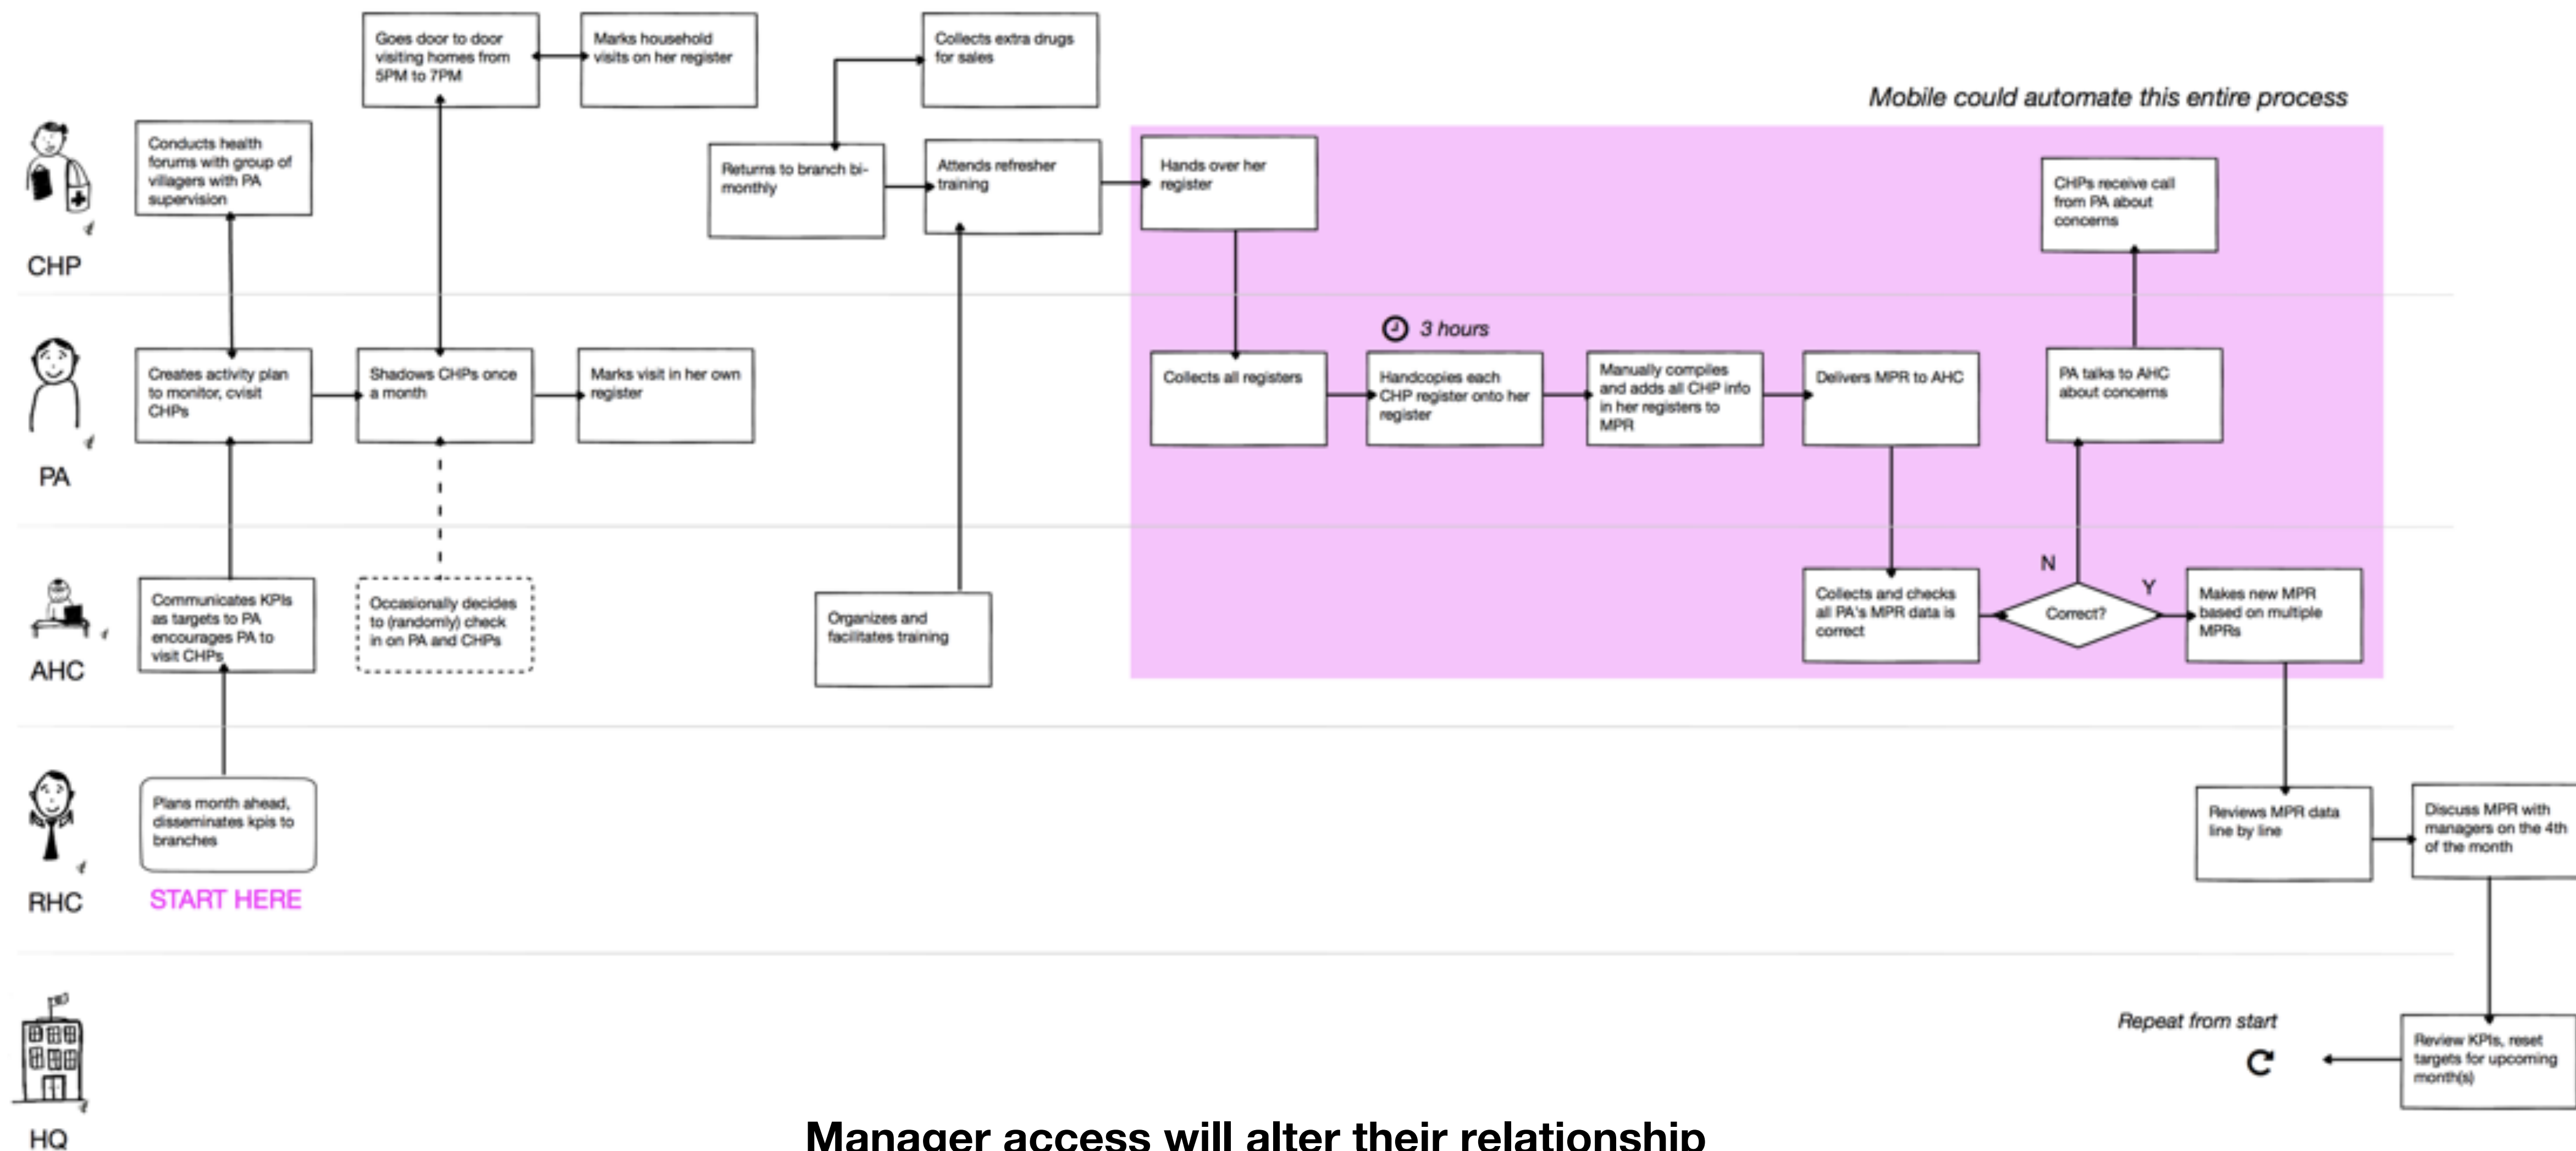 Goes door to door
visiting homes from
5PM to 7PM
Marks household
visits on her register
Collects extra drugs
for sales
Mobile could automate this entire process
Conducts health
forums with group of
villagers with PA
supervision
Returns to branch bi-
monthly
Attends refresher
training
Hands over her
register
CHPs receive call
from PA about
concerns
CHP
3 hours
Creates activity plan
to monitor, cvisit
CHPs
Shadows CHPs once
a month
Marks visit in her own
register
Collects all registers
Handcopies each
CHP register onto her
register
Manually compiles
and adds all CHP info
in her registers to
MPR
Delivers MPR to AHC
PA talks to AHC
about concerns
PA
Communicates KPIs
as targets to PA
encourages PA to
visit CHPs
Occasionally decides
to (randomly) check
in on PA and CHPs
Organizes and
facilitates training
Collects and checks
all PA's MPR data is
correct
N
Correct?
Y
Makes new MPR
based on multiple
MPRs
AHC
Plans month ahead,
disseminates kpis to
branches
Reviews MPR data
line by line
Discuss MPR with
managers on the 4th
of the month
RHC
START HERE
Repeat from start
Review KPIs, reset
targets for upcoming
month(s)
HQ
Manager access will alter their relationship